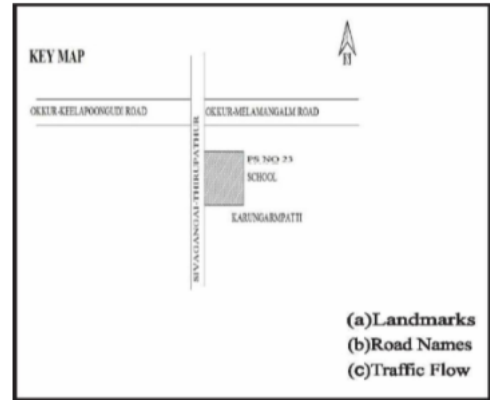 N
KEY MAP
OKKUR-KEELAPOONGUDI ROAD
OKKUR-MELAMANGALM ROAD
SIVAGANGAI-THIRUPATHUR
PS NO 23
SCHOOL
KARUNGARMPATTI
(a)Landmarks
(b)Road Names
(c)Traffic Flow